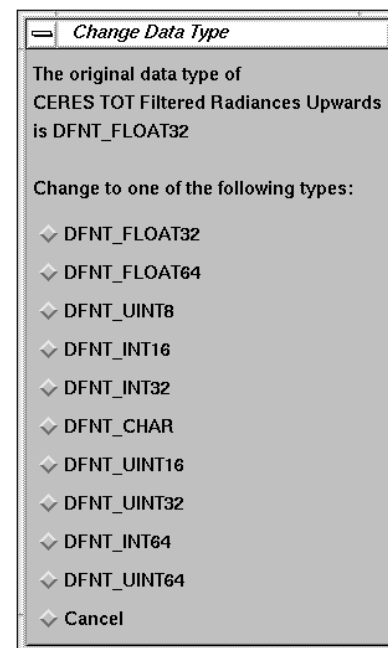 Change Data Type
The original data type of
CERES TOT Filtered Radiances Upwards
is DFNT_FLOAT32
Change to one of the following types:
DFNT_FLOAT32
DFNT_FLOAT64
DFNT_UINT8
DFNT_INT16
DFNT_INT32
DFNT_CHAR
DFNT_UINT16
DFNT_UINT32
DFNT_INT64
DFNT_UINT64
Cancel